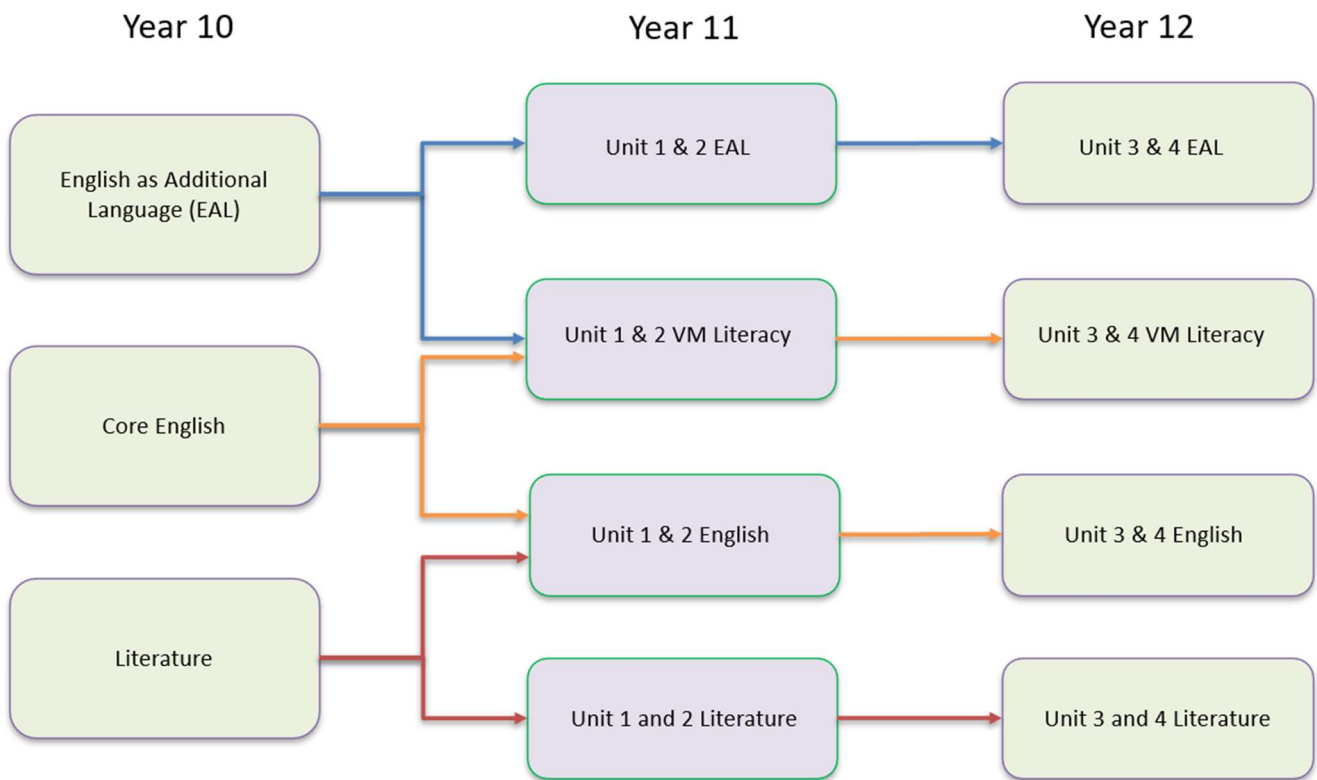 Year 10
Year 11
Year 12
English as Additional
Language (EAL)
Unit 1 & 2 EAL
Unit 3 & 4 EAL
Unit 1 & 2 VM Literacy
Unit 3 & 4 VM Literacy
Core English
Unit 1 & 2 English
Unit 3 & 4 English
Literature
Unit 1 and 2 Literature
Unit 3 and 4 Literature